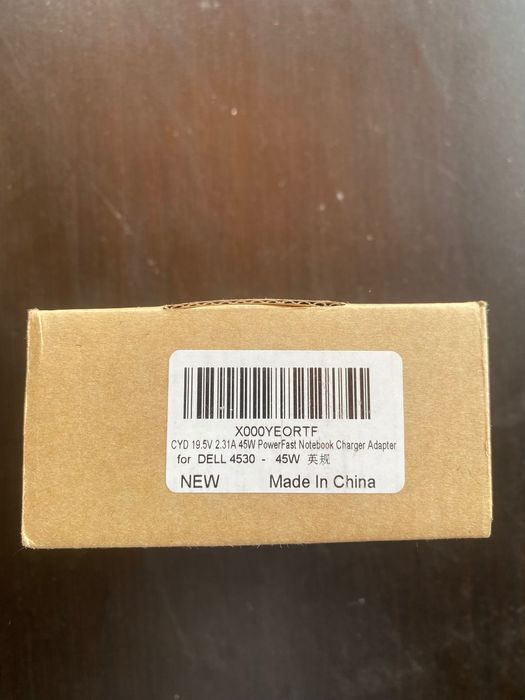 X000YEORTF
CYD 19.5V 2.31A 45W PowerFast Notebook Charger Adapter
for DELL 4530 - 45W 英规
NEW Made In China